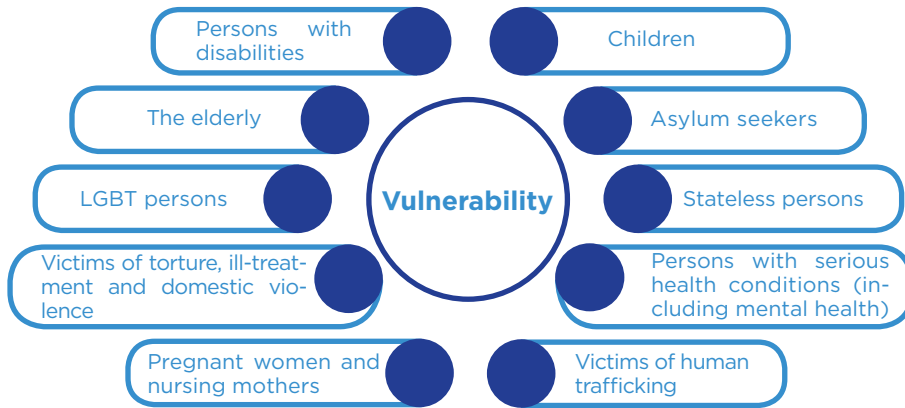 Persons with
disabilities
Children
The elderly
Asylum seekers
LGBT persons
Vulnerability
Stateless persons
Victims of torture, ill-treat-
ment and domestic vio-
lence
Persons with serious
health conditions (in-
cluding mental health)
Pregnant women and
nursing mothers
Victims of human
trafficking